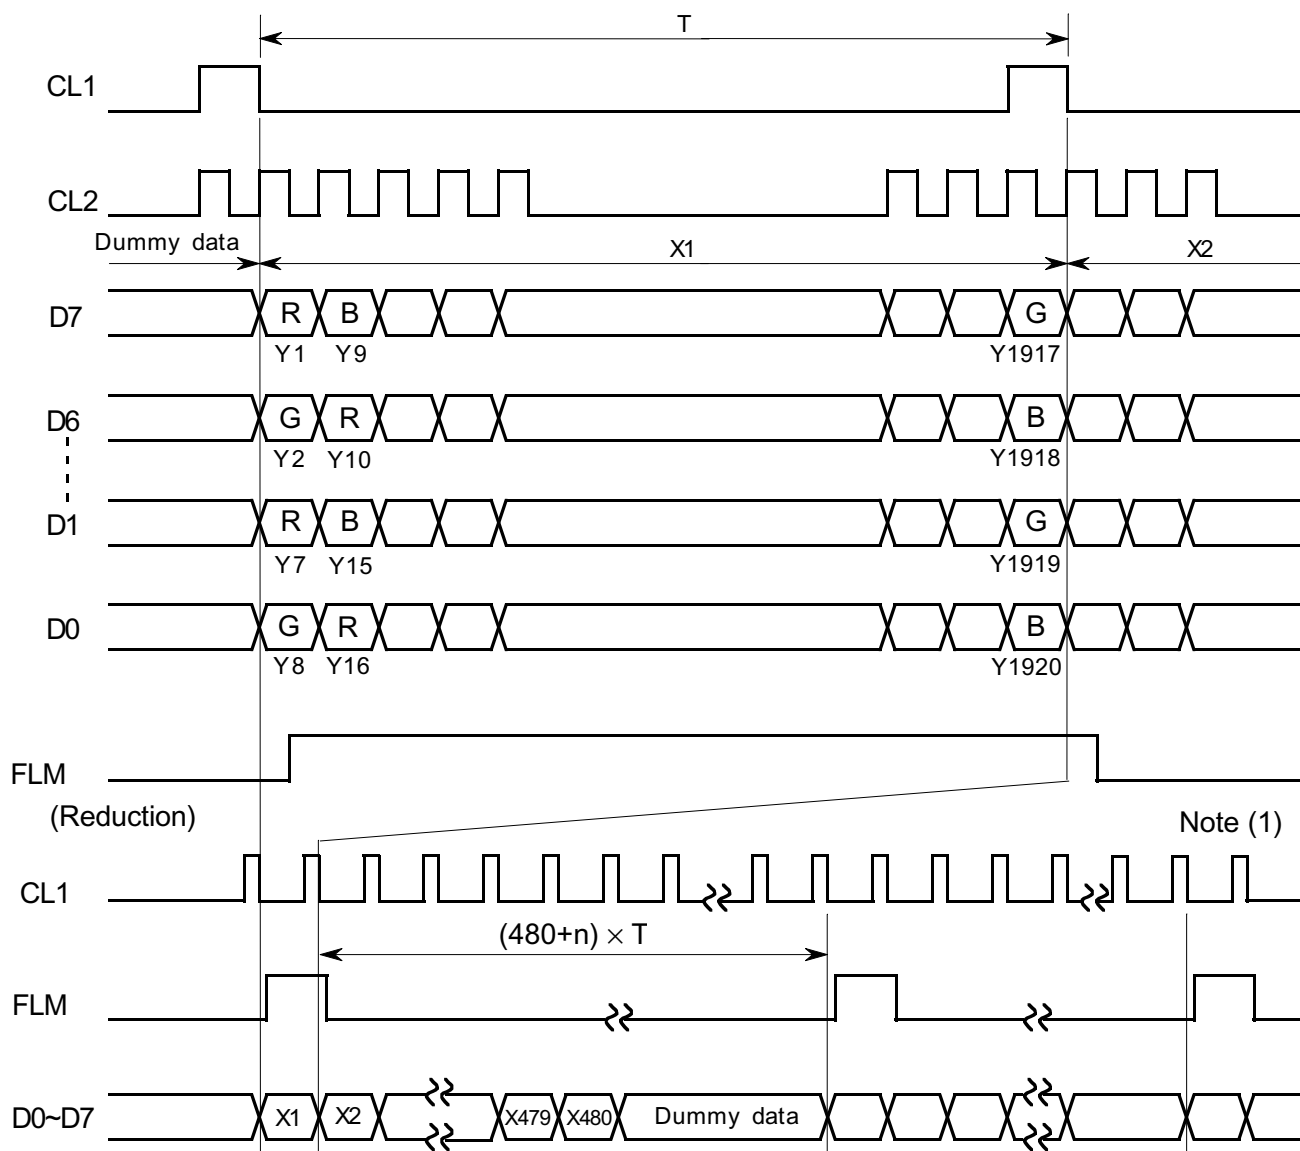 T
CL1
CL2
Dummy data
X1
X2
D7
R B G
Y1 Y9 Y1917
D6
G R B
Y2 Y10 Y1918
D1
R B G
Y7 Y15 Y1919
D0
G R B
Y8 Y16 Y1920
FLM
(Reduction)
Note (1)
CL1
(480+n) × T
FLM
D0~D7
X1 X2 X479 X480 Dummy data